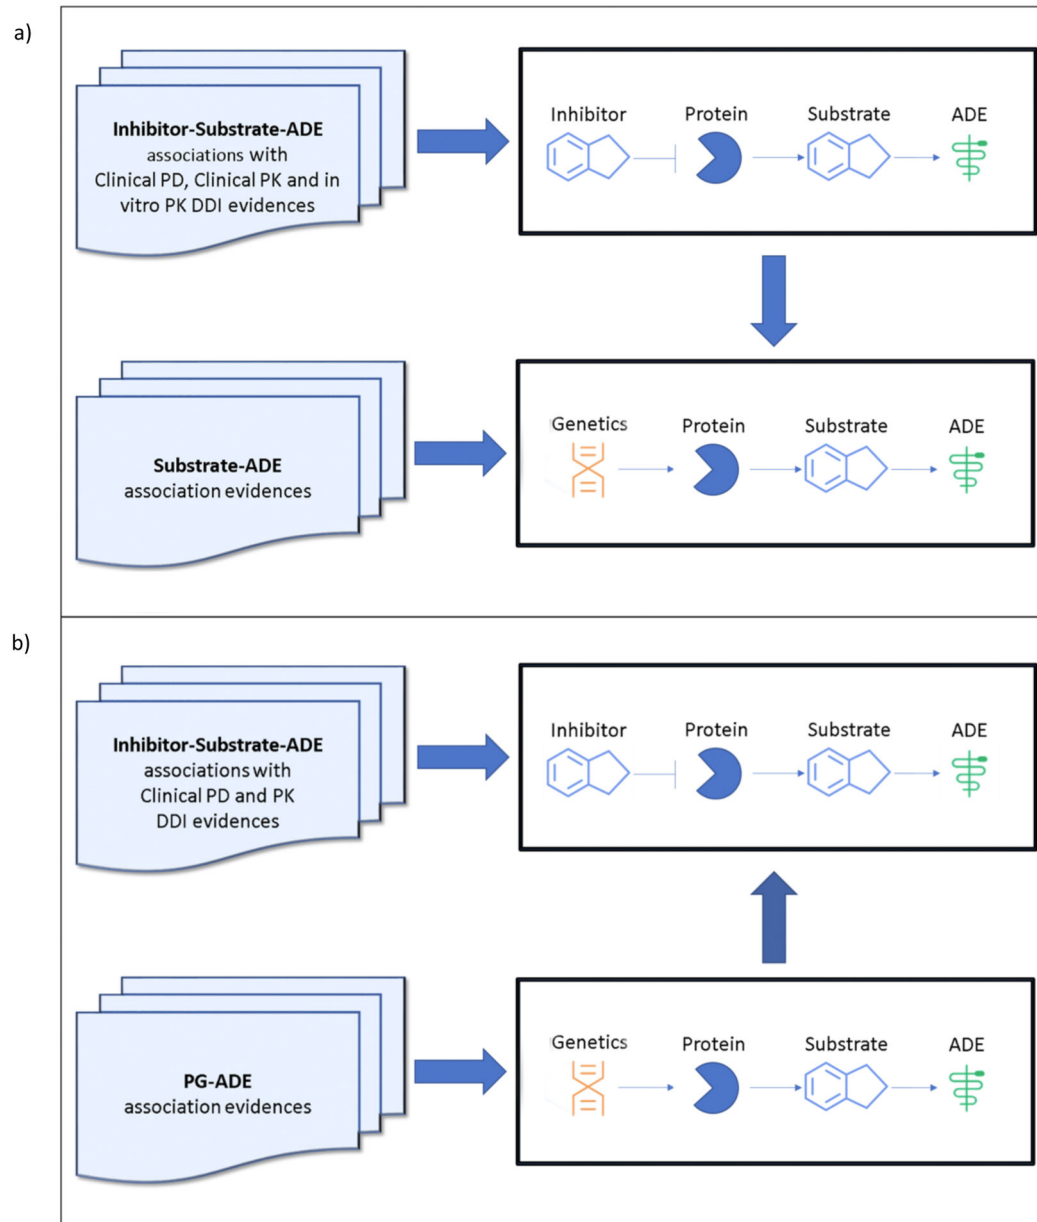 a)
Inhibitor-Substrate-ADE
associations with
Clinical PD, Clinical PK and in
vitro PK DDI evidences
Inhibitor Protein Substrate ADE
Substrate-ADE
association evidences
Genetics Protein Substrate ADE
b)
Inhibitor-Substrate-ADE
associations with
Clinical PD and PK
DDI evidences
Inhibitor Protein Substrate ADE
PG-ADE
association evidences
Genetics Protein Substrate ADE